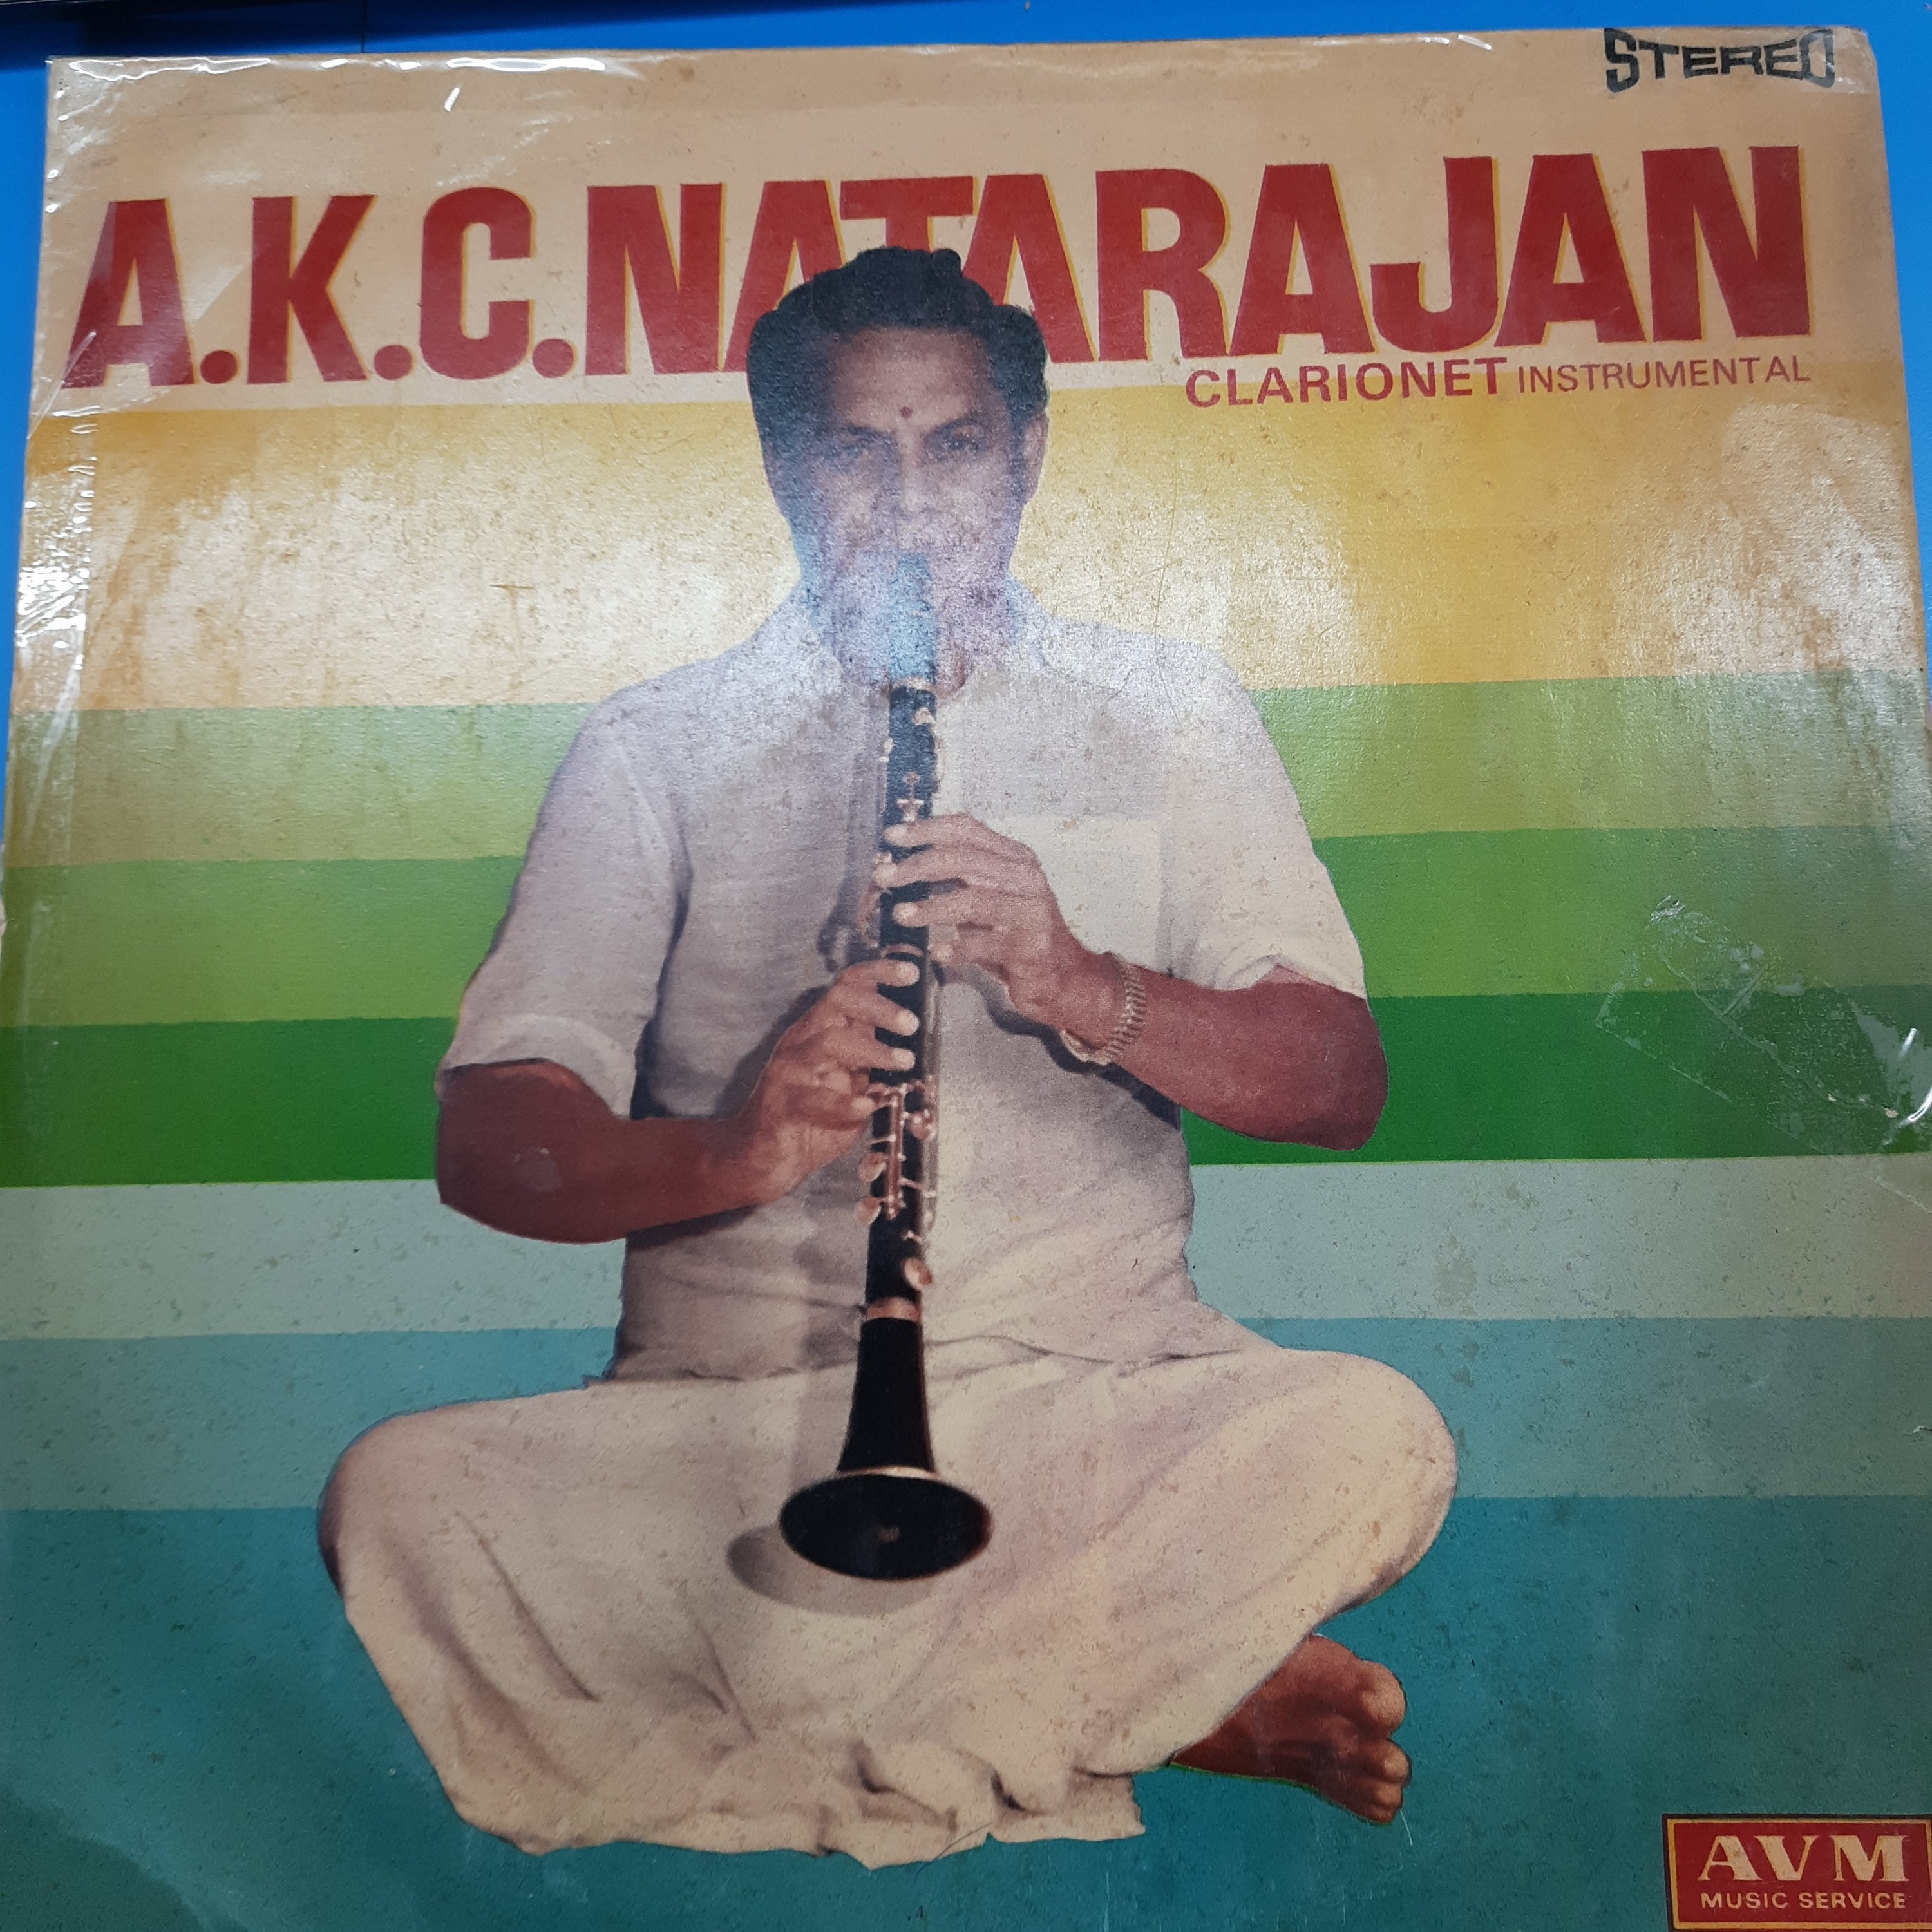 STEREO
A.K.C.NATARAJAN
CLARIONET INSTRUMENTAL
AVM
MUSIC SERVICE